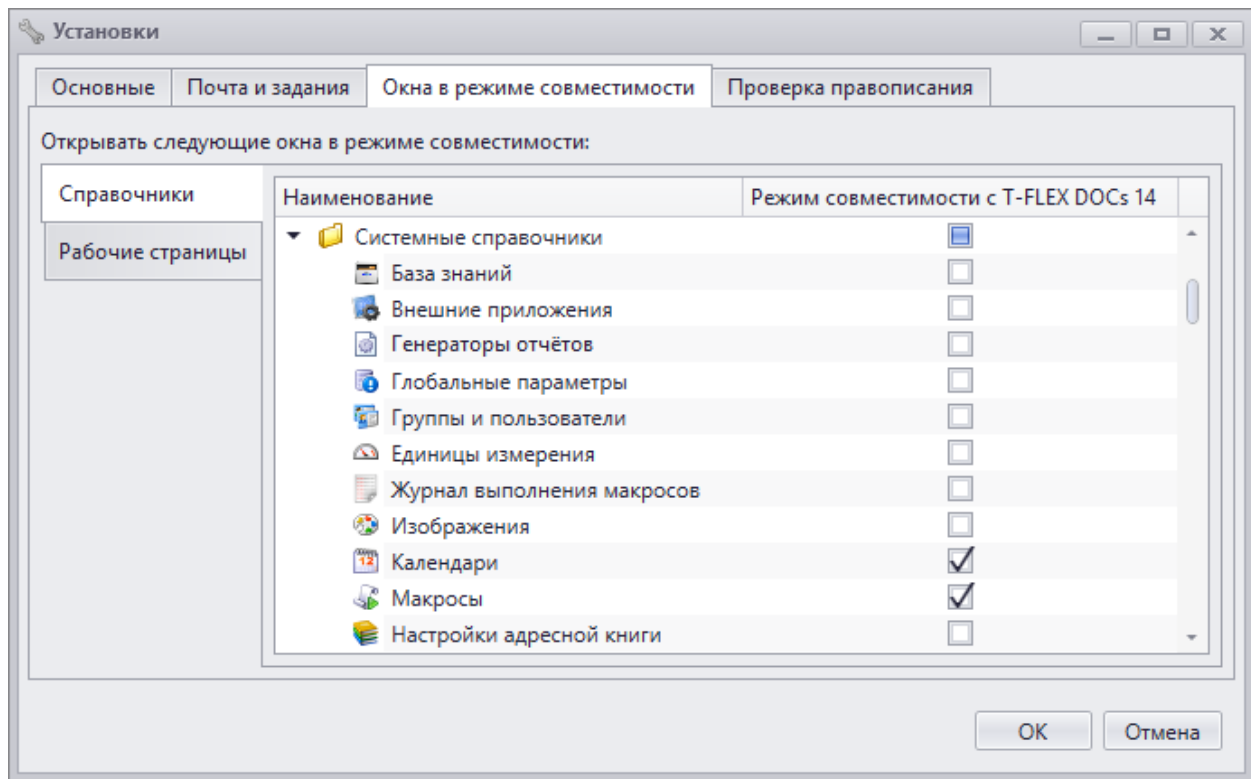 Установки
Основные Почта и задания Окна в режиме совместимости Проверка правописания
Открывать следующие окна в режиме совместимости:
Справочники
Рабочие страницы
Наименование Режим совместимости с T-FLEX DOCs 14
Системные справочники
База знаний
Внешние приложения
Генераторы отчётов
Глобальные параметры
Группы и пользователи
Единицы измерения
Журнал выполнения макросов
Изображения
12 Календари
Макросы
Настройки адресной книги
ОК Отмена